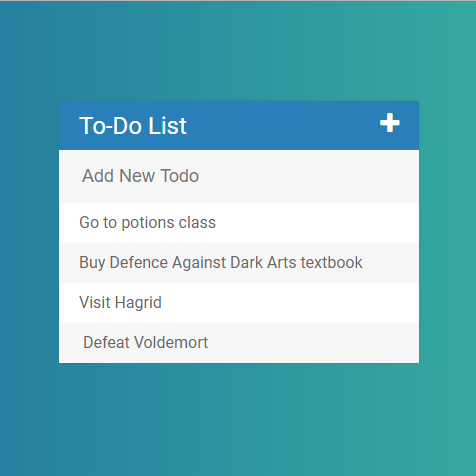 To-Do List
Add New Todo
Go to potions class
Buy Defence Against Dark Arts textbook
Visit Hagrid
Defeat Voldemort